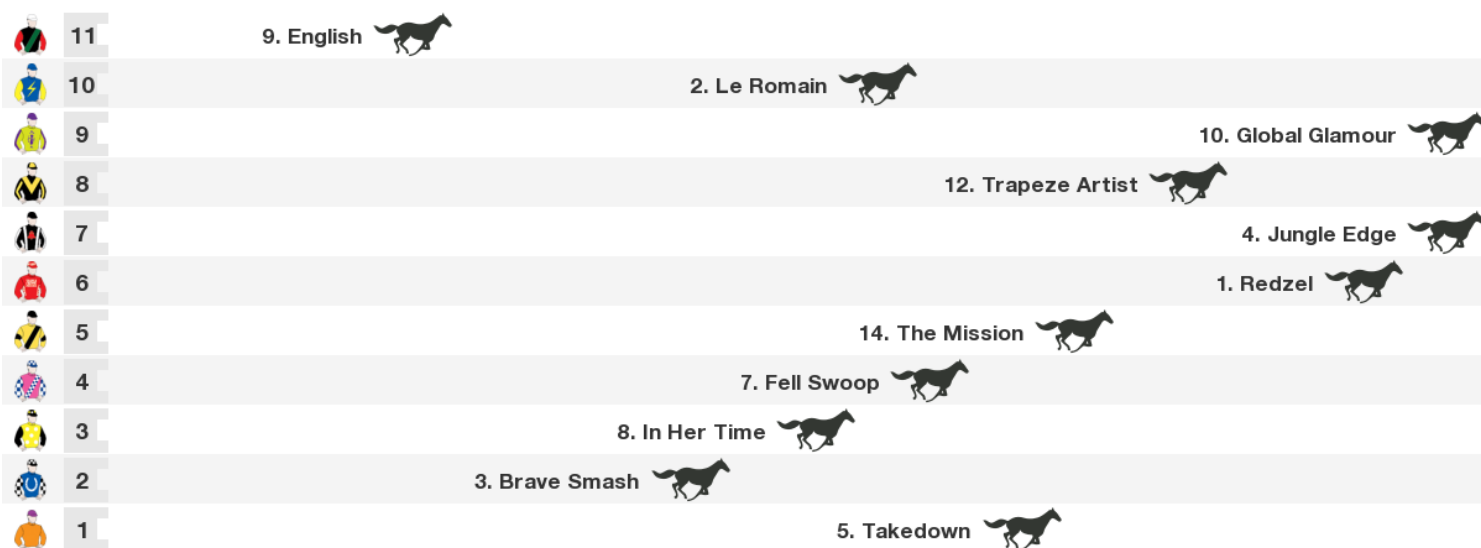 11 9. English
10 2. Le Romain
9 10. Global Glamour
8 12. Trapeze Artist
7 4. Jungle Edge
6 1. Redzel
5 14. The Mission
4 7. Fell Swoop
3 8. In Her Time
2 3. Brave Smash
1 5. Takedown